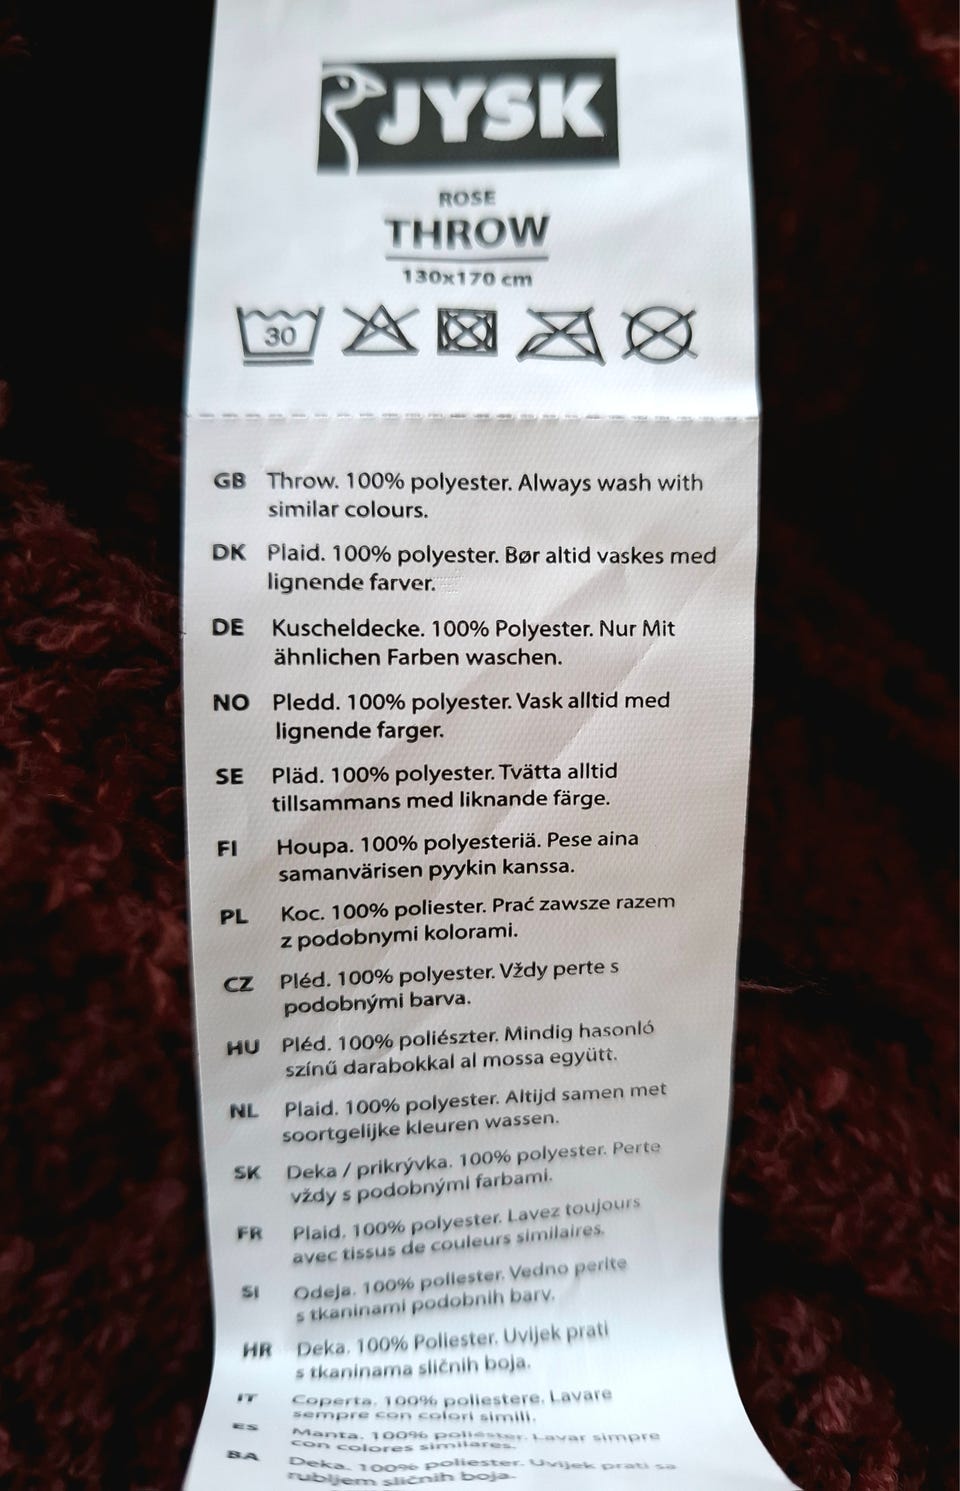 JYSK
ROSE
THROW
130x170 cm
30
GB Throw. 100% polyester. Always wash with
similar colours.
DK Plaid. 100% polyester. Bør altid vaskes med
lignende farver.
DE Kuscheldecke. 100% Polyester. Nur Mit
ähnlichen Farben waschen.
NO Pledd. 100% polyester. Vask alltid med
lignende farger.
SE Pläd. 100% polyester. Tvätta alltid
tillsammans med liknande färge.
FI Houpa. 100% polyesteriä. Pese aina
samanvärisen pyykin kanssa.
PL Koc. 100% poliester. Prać zawsze razem
z podobnymi kolorami.
CZ Pléd. 100% polyester. Vždy perte s
podobnými barva.
HU Pléd. 100% poliészter. Mindig hasonló
színű darabokkal al mossa együtt.
NL Plaid. 100% polyester. Altijd samen met
soortgelijke kleuren wassen.
SK Deka / prikrývka. 100% polyester. Perte
vždy s podobnými farbami.
FR Plaid. 100% polyester. Lavez toujours
avec tissus de couleurs similaires.
SI Odeja. 100% poliester. Vedno perite
s tkaninami podobnih barv.
HR Deka. 100% Poliester. Uvijek prati
s tkaninama sličnih boja.
IT Coperta. 100% poliestere. Lavare
sempre con colori simili.
ES Manta. 100% poliéster. Lavar simpre
con colores similares.
BA Deka. 100% poliester. Uvijek prati sa
rubljem sličnih boja.